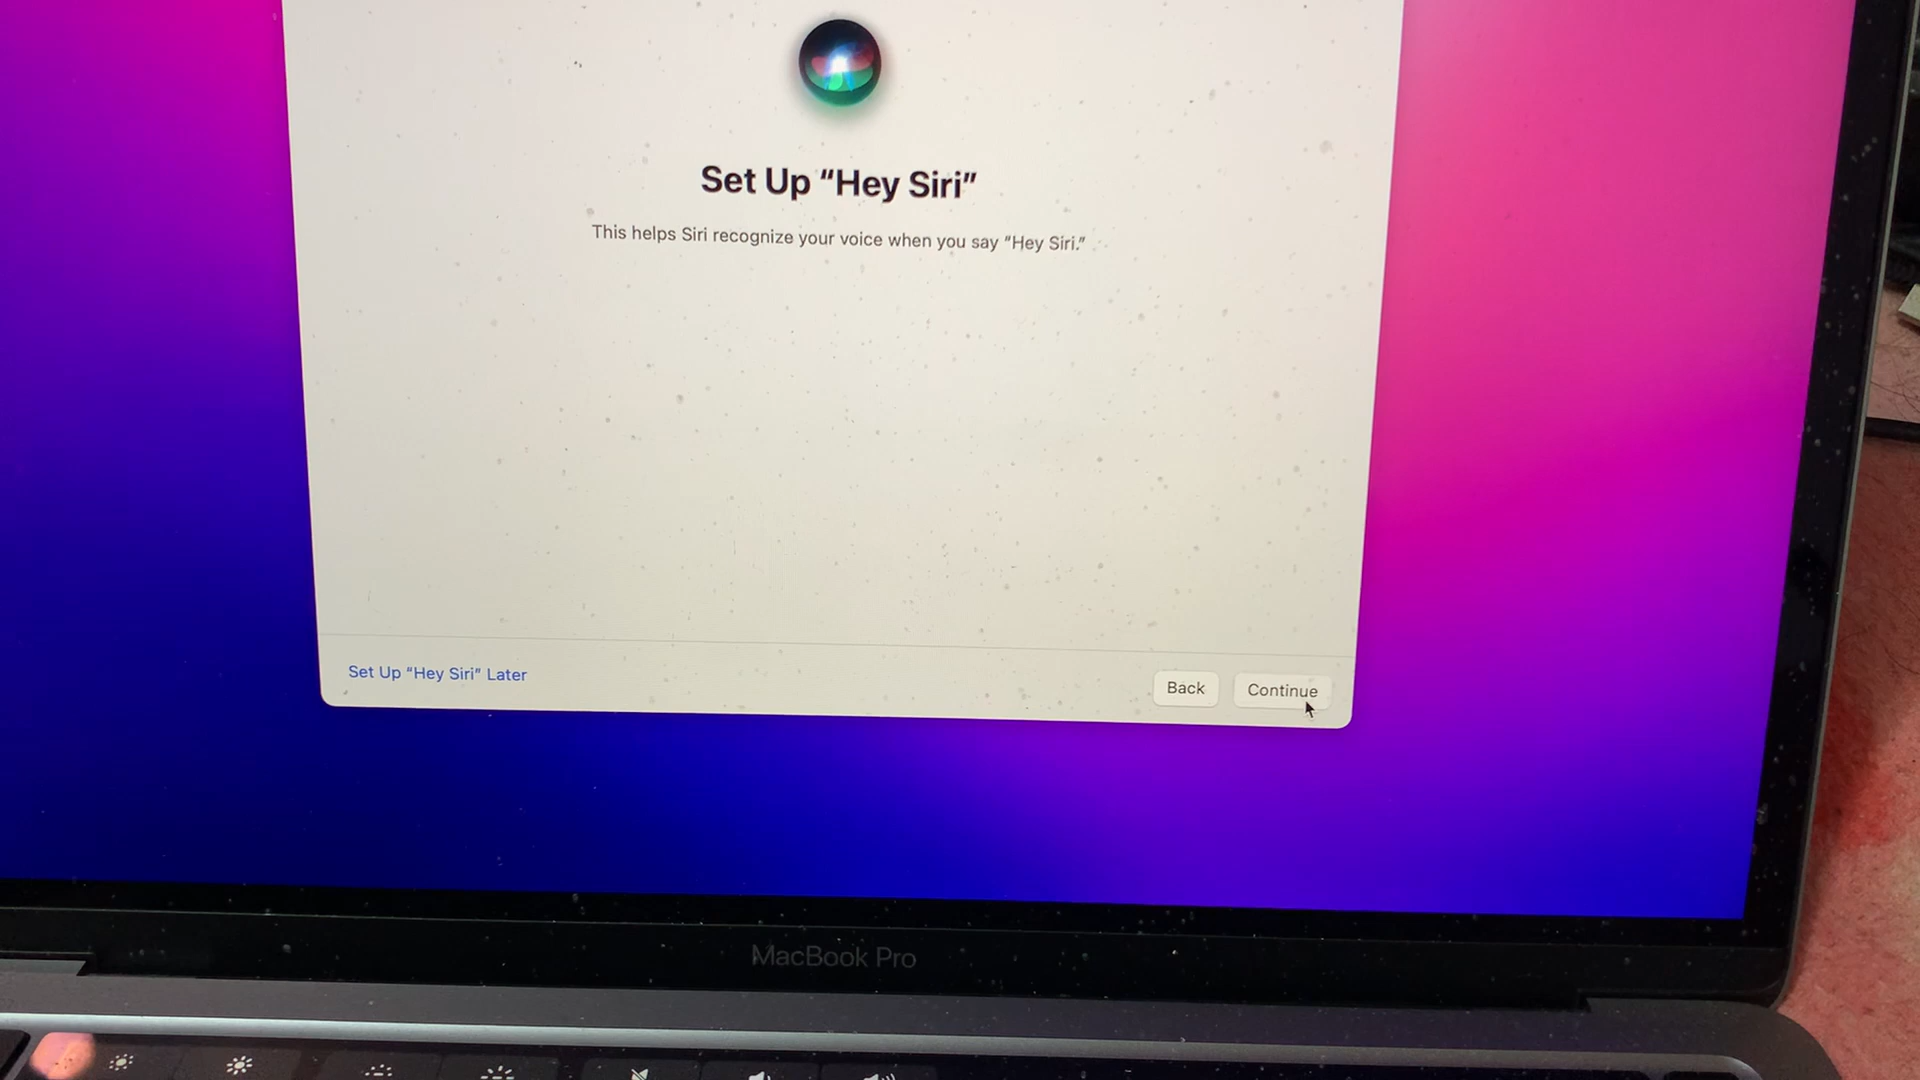 Set Up “Hey Siri”
This helps Siri recognize your voice when you say “Hey Siri.”
Set Up “Hey Siri” Later
Back
Continue
MacBook Pro